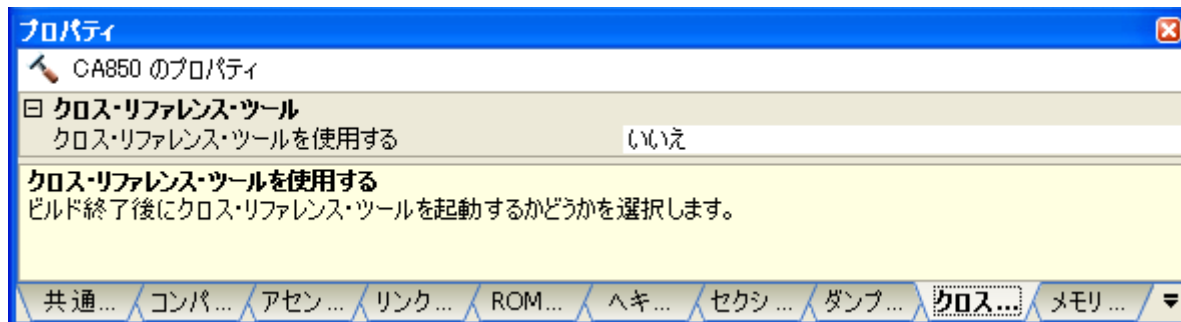 プロパティ
CA850 のプロパティ
クロス・リファレンス・ツール
クロス・リファレンス・ツールを使用する いいえ
クロス・リファレンス・ツールを使用する
ビルド終了後にクロス・リファレンス・ツールを起動するかどうかを選択します。
共通... コンパ... アセン... リンク... ROM... ヘキ... セクシ... ダンプ... クロス... メモリ...